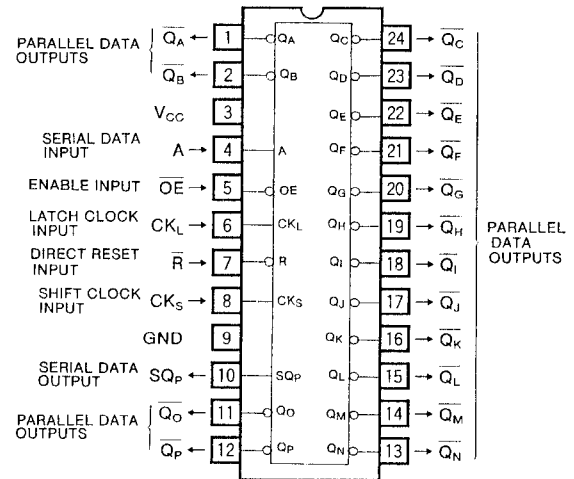 PARALLEL DATA OUTPUTS
Q̅A̅ ← 1 QA QC 24 → Q̅C̅
Q̅B̅ ← 2 QB QD 23 → Q̅D̅
VCC 3 QE 22 → Q̅E̅
SERIAL DATA INPUT A → 4 A QF 21 → Q̅F̅
ENABLE INPUT O̅E̅ → 5 OE QG 20 → Q̅G̅
LATCH CLOCK INPUT CKL → 6 CKL QH 19 → Q̅H̅
DIRECT RESET INPUT R̅ → 7 R Qi 18 → Q̅I̅
SHIFT CLOCK INPUT CKS → 8 CKS QJ 17 → Q̅J̅
GND 9 QK 16 → Q̅K̅
SERIAL DATA OUTPUT SQP ← 10 SQP QL 15 → Q̅L̅
PARALLEL DATA OUTPUTS
Q̅O̅ ← 11 QO QM 14 → Q̅M̅
Q̅P̅ ← 12 QP QN 13 → Q̅N̅
PARALLEL DATA OUTPUTS